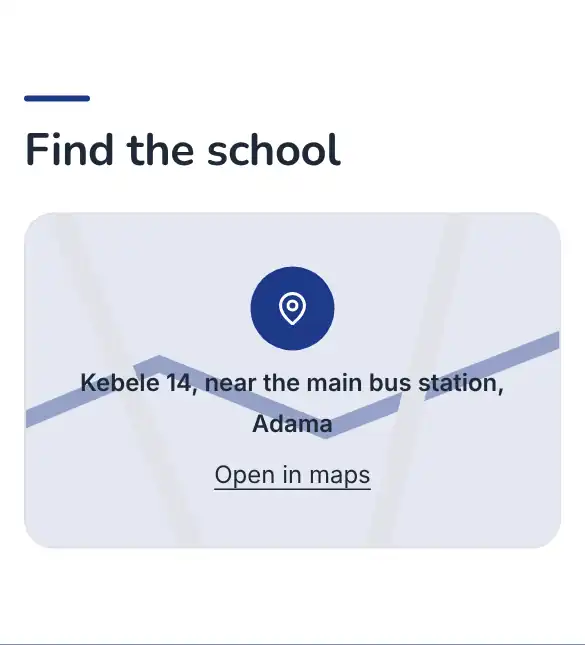 Find the school
Kebele 14, near the main bus station,
Adama
Open in maps